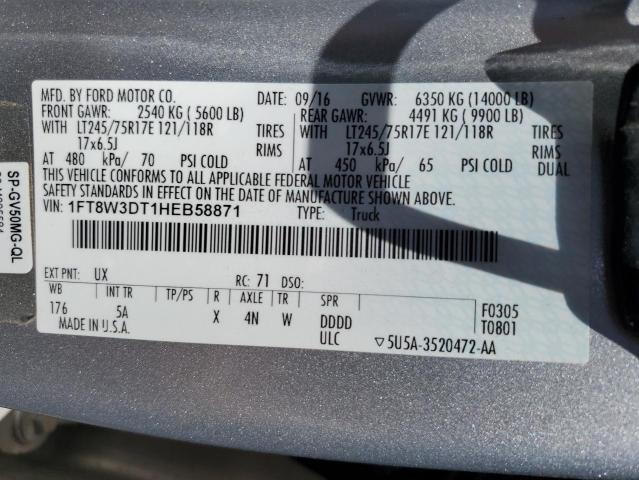 MFD. BY FORD MOTOR CO. DATE: 09/16 GVWR: 6350 KG (14000 LB)
FRONT GAWR: 2540 KG ( 5600 LB) REAR GAWR: 4491 KG ( 9900 LB)
WITH LT245/75R17E 121/118R TIRES WITH LT245/75R17E 121/118R TIRES
17x6.5J RIMS 17x6.5J RIMS
AT 480 kPa/ 70 PSI COLD AT 450 kPa/ 65 PSI COLD
THIS VEHICLE CONFORMS TO ALL APPLICABLE FEDERAL MOTOR VEHICLE
SAFETY STANDARDS IN EFFECT ON THE DATE OF MANUFACTURE SHOWN ABOVE.
1FT8W3DT1HEB58871 TYPE: Truck
EXT PNT: UX RC: 71 DSO:
WB INT TR TP/PS R AXLE TR SPR
176 5A X 4N W DDDD F0305
MADE IN U.S.A. ULC ▽5U5A-3520472-AA T0801
SP-GV50MG-QL